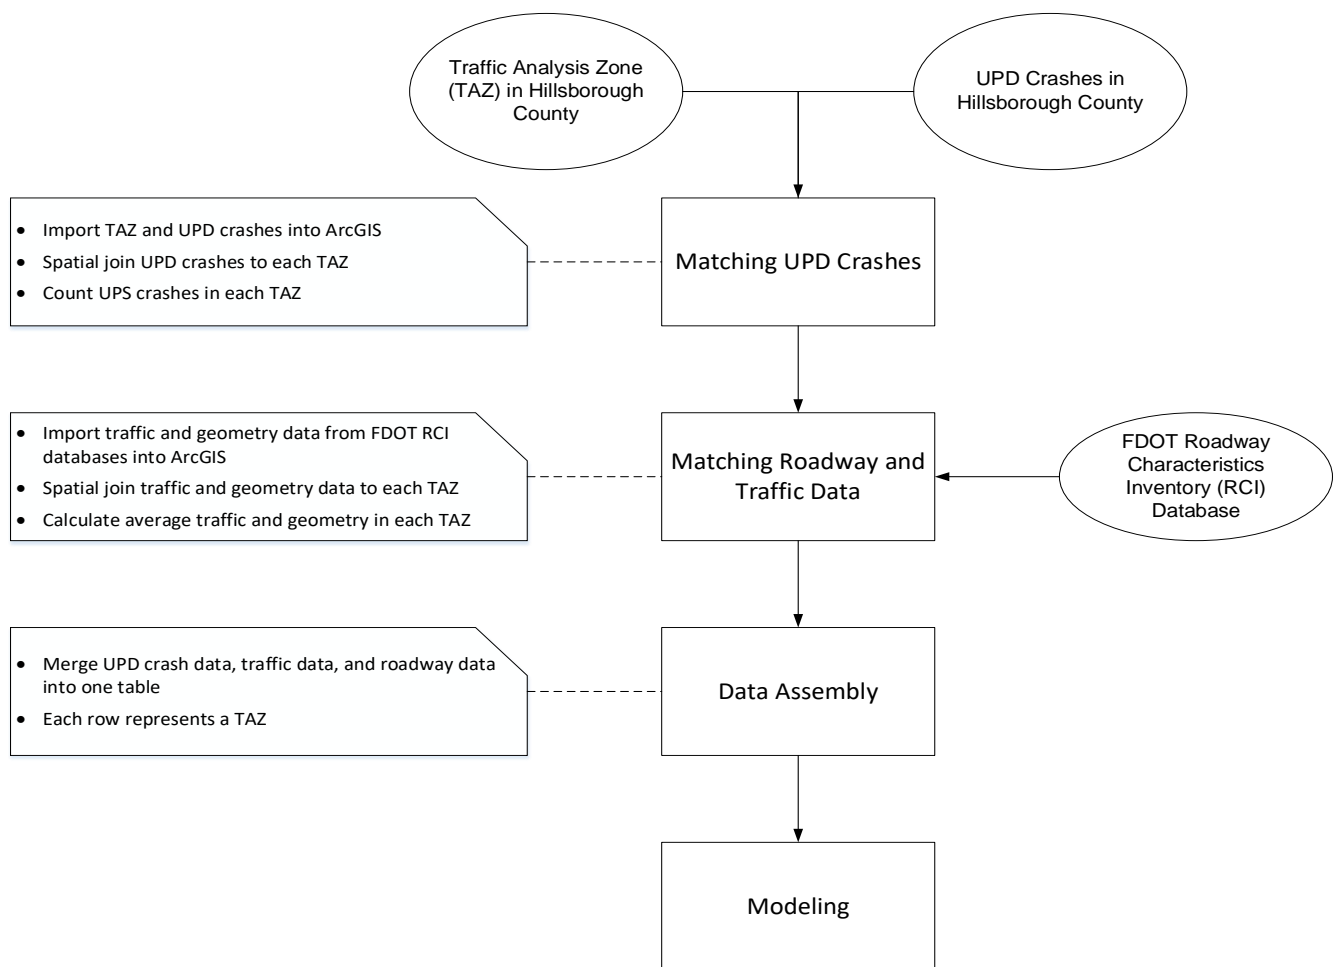 Traffic Analysis Zone
(TAZ) in Hillsborough
County
UPD Crashes in
Hillsborough County
• Import TAZ and UPD crashes into ArcGIS
• Spatial join UPD crashes to each TAZ
• Count UPS crashes in each TAZ
Matching UPD Crashes
• Import traffic and geometry data from FDOT RCI
databases into ArcGIS
• Spatial join traffic and geometry data to each TAZ
• Calculate average traffic and geometry in each TAZ
Matching Roadway and
Traffic Data
FDOT Roadway
Characteristics
Inventory (RCI)
Database
• Merge UPD crash data, traffic data, and roadway data
into one table
• Each row represents a TAZ
Data Assembly
Modeling